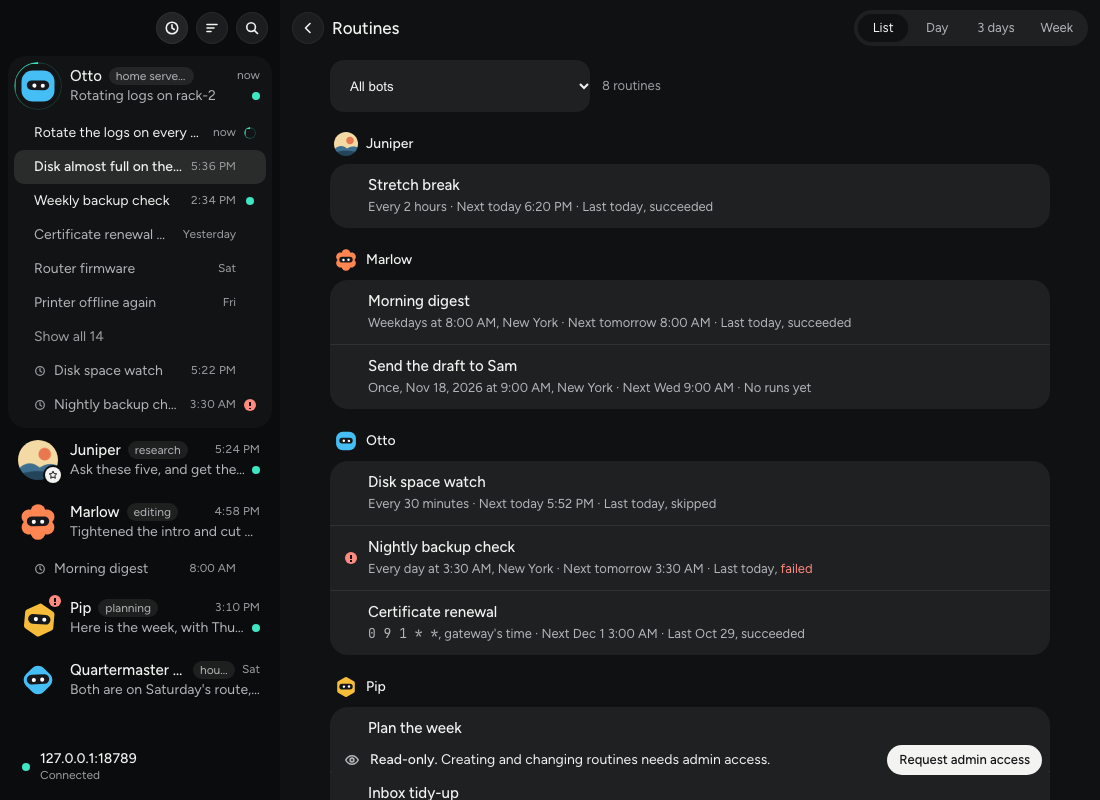 Otto home serve... now
Rotating logs on rack-2
Rotate the logs on every ... now
Disk almost full on the... 5:36 PM
Weekly backup check 2:34 PM
Certificate renewal ... Yesterday
Router firmware Sat
Printer offline again Fri
Show all 14
Disk space watch 5:22 PM
Nightly backup ch... 3:30 AM
Juniper research 5:24 PM
Ask these five, and get the...
Marlow editing 4:58 PM
Tightened the intro and cut ...
Morning digest 8:00 AM
Pip planning 3:10 PM
Here is the week, with Thu...
Quartermaster ... hou... Sat
Both are on Saturday's route,...
127.0.0.1:18789
Connected
Routines
List Day 3 days Week
All bots 8 routines
Juniper
Stretch break
Every 2 hours · Next today 6:20 PM · Last today, succeeded
Marlow
Morning digest
Weekdays at 8:00 AM, New York · Next tomorrow 8:00 AM · Last today, succeeded
Send the draft to Sam
Once, Nov 18, 2026 at 9:00 AM, New York · Next Wed 9:00 AM · No runs yet
Otto
Disk space watch
Every 30 minutes · Next today 5:52 PM · Last today, skipped
Nightly backup check
Every day at 3:30 AM, New York · Next tomorrow 3:30 AM · Last today, failed
Certificate renewal
0 9 1 * *, gateway's time · Next Dec 1 3:00 AM · Last Oct 29, succeeded
Pip
Plan the week
Read-only. Creating and changing routines needs admin access. Request admin access
Inbox tidy-up